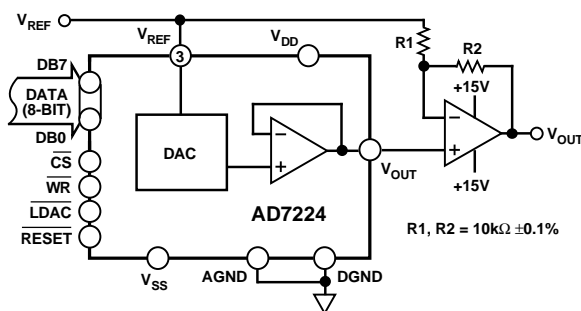 VREF
R1
R2
VREF
VDD
3
DB7
DATA
(8-BIT)
DB0
+15V
DAC
VOUT
VOUT
CS
WR
LDAC
RESET
+15V
AD7224
R1, R2 = 10kΩ ±0.1%
VSS
AGND
DGND